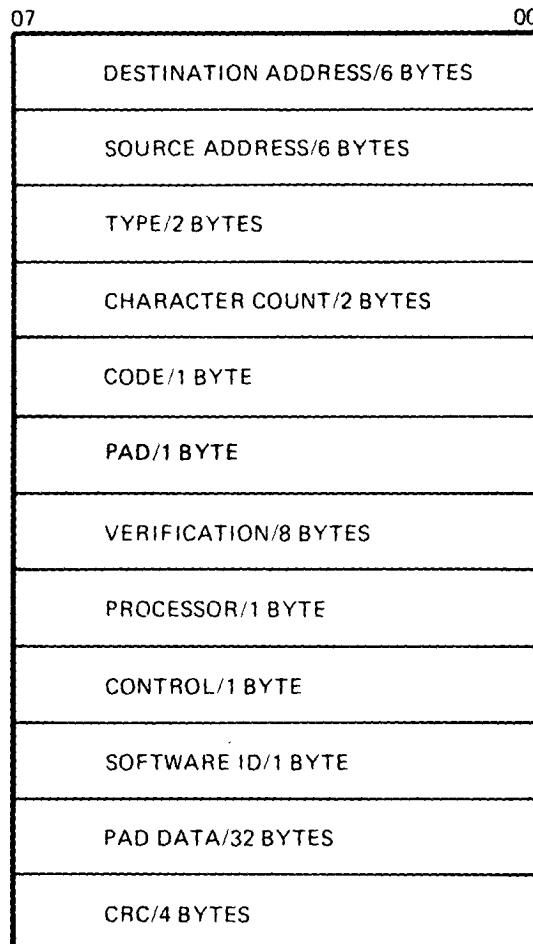 07 00
DESTINATION ADDRESS/6 BYTES
SOURCE ADDRESS/6 BYTES
TYPE/2 BYTES
CHARACTER COUNT/2 BYTES
CODE/1 BYTE
PAD/1 BYTE
VERIFICATION/8 BYTES
PROCESSOR/1 BYTE
CONTROL/1 BYTE
SOFTWARE ID/1 BYTE
PAD DATA/32 BYTES
CRC/4 BYTES